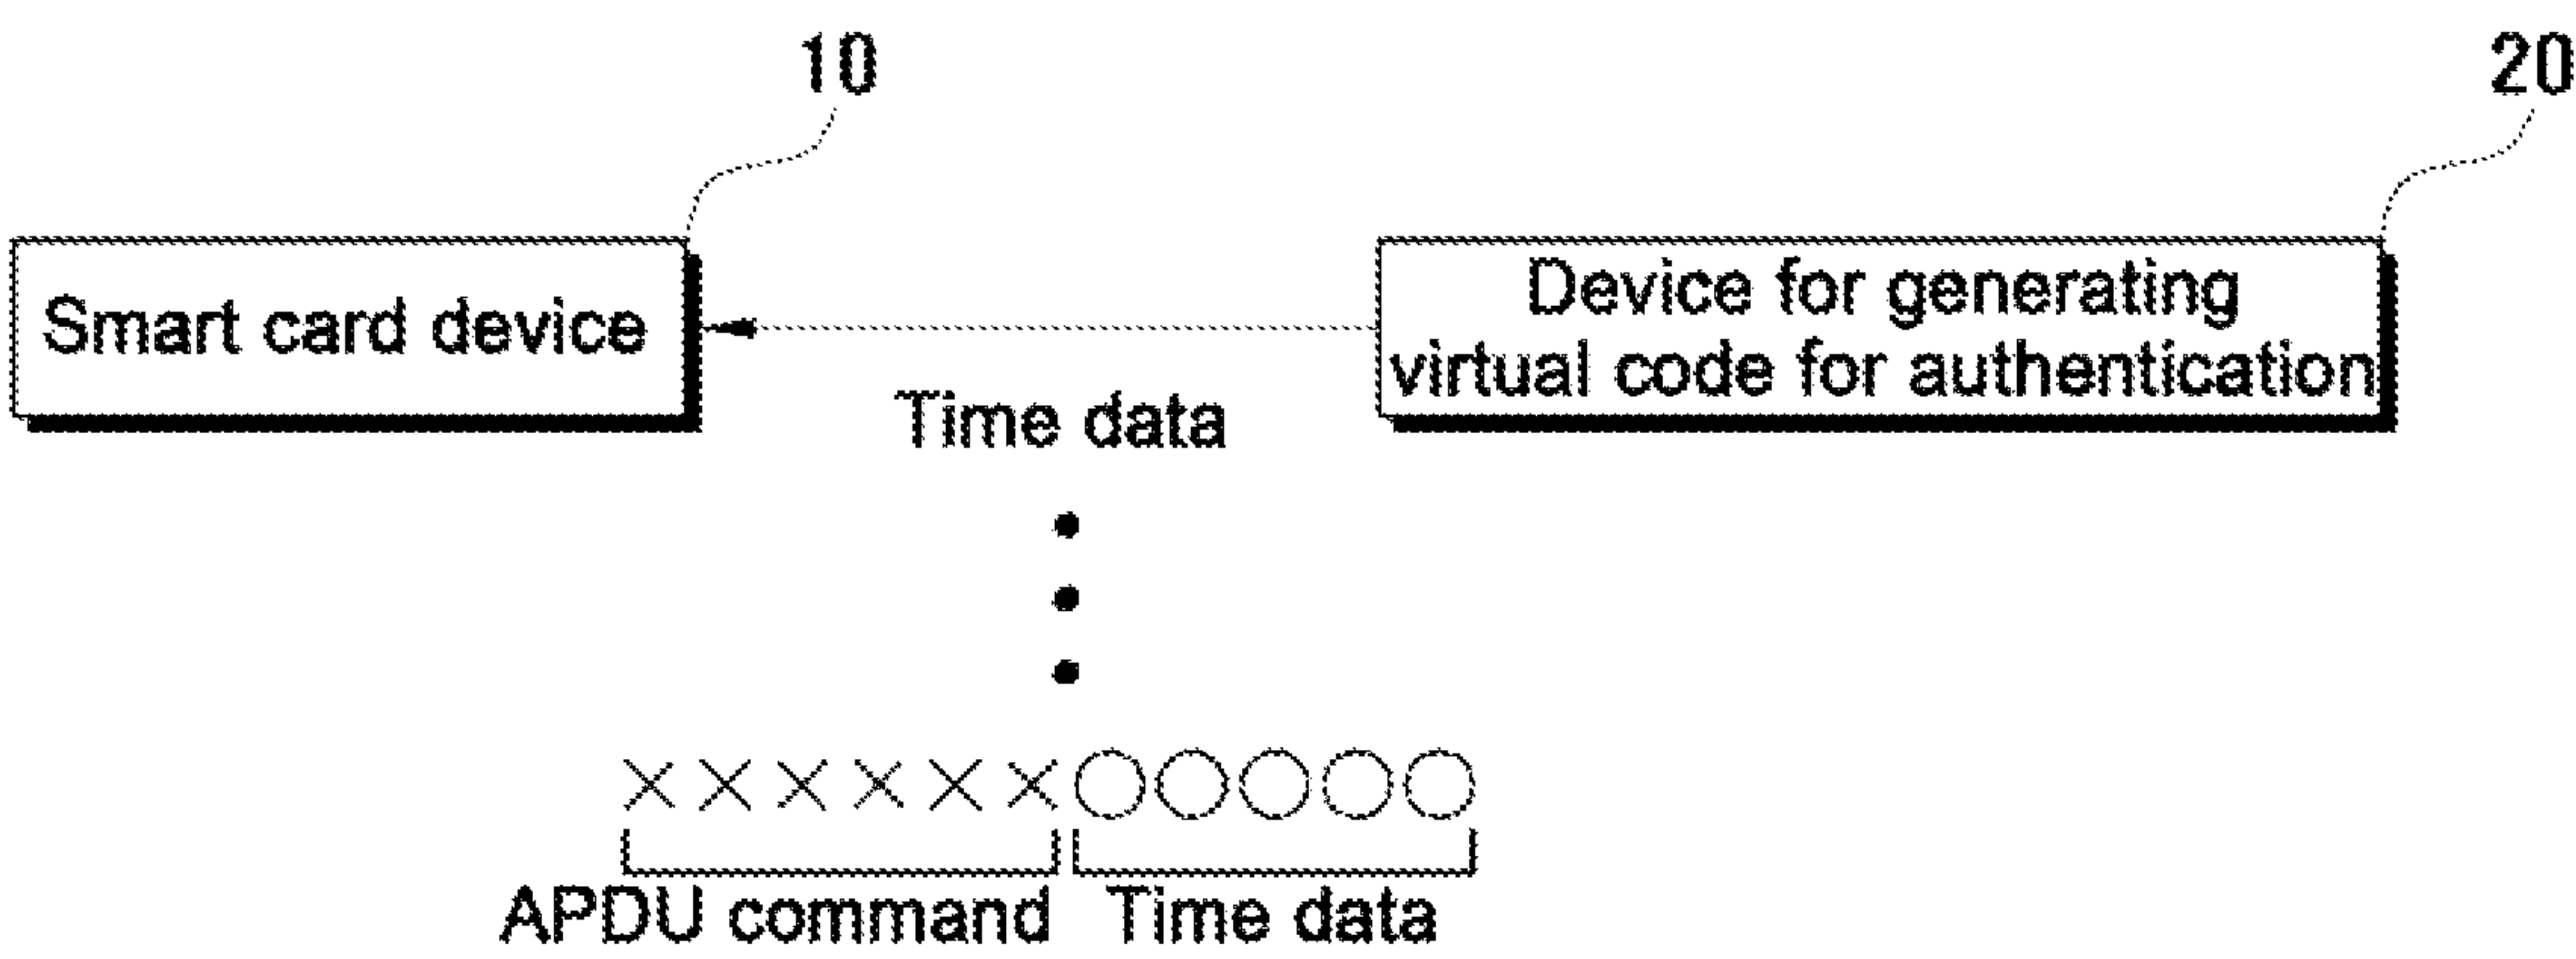 10
20
Smart card device
Device for generating
virtual code for authentication
Time data
××××××○○○○○
APDU command
Time data